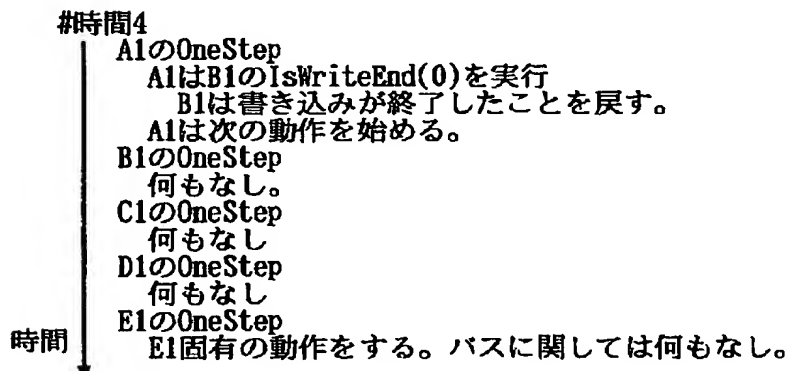 #時間4
A1のOneStep
A1はB1のIsWriteEnd(0)を実行
B1は書き込みが終了したことを戻す。
A1は次の動作を始める。
B1のOneStep
何もなし。
C1のOneStep
何もなし
D1のOneStep
何もなし
E1のOneStep
時間
E1固有の動作をする。バスに関しては何もなし。